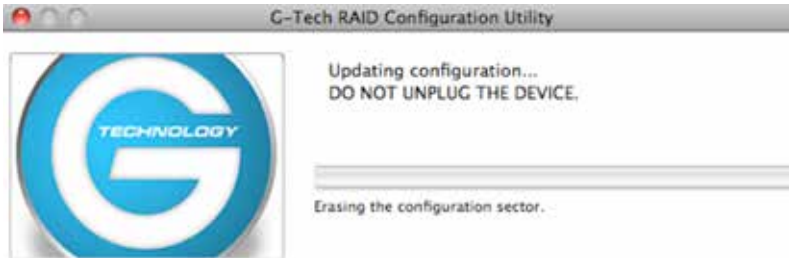 G-Tech RAID Configuration Utility
Updating configuration...
DO NOT UNPLUG THE DEVICE.
TECHNOLOGY
Erasing the configuration sector.